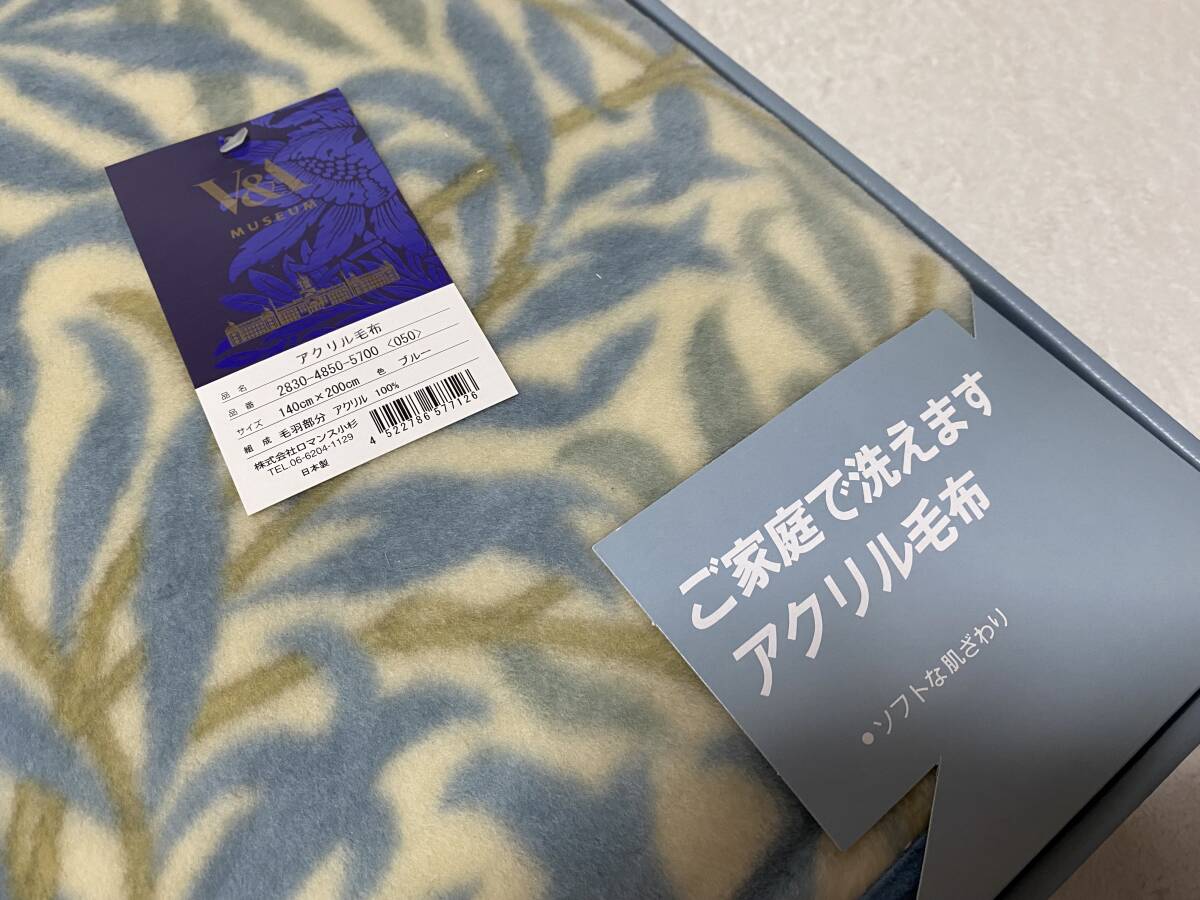 V&A
MUSEUM
品名 アクリル毛布
品番 2830-4850-5700 〈050〉
サイズ 140cm×200cm 色 ブルー
組成 毛羽部分 アクリル 100%
株式会社ロマンス小杉
TEL.06-6204-1129
日本製
4 522786 577126
ご家庭で洗えます
アクリル毛布
●ソフトな肌ざわり